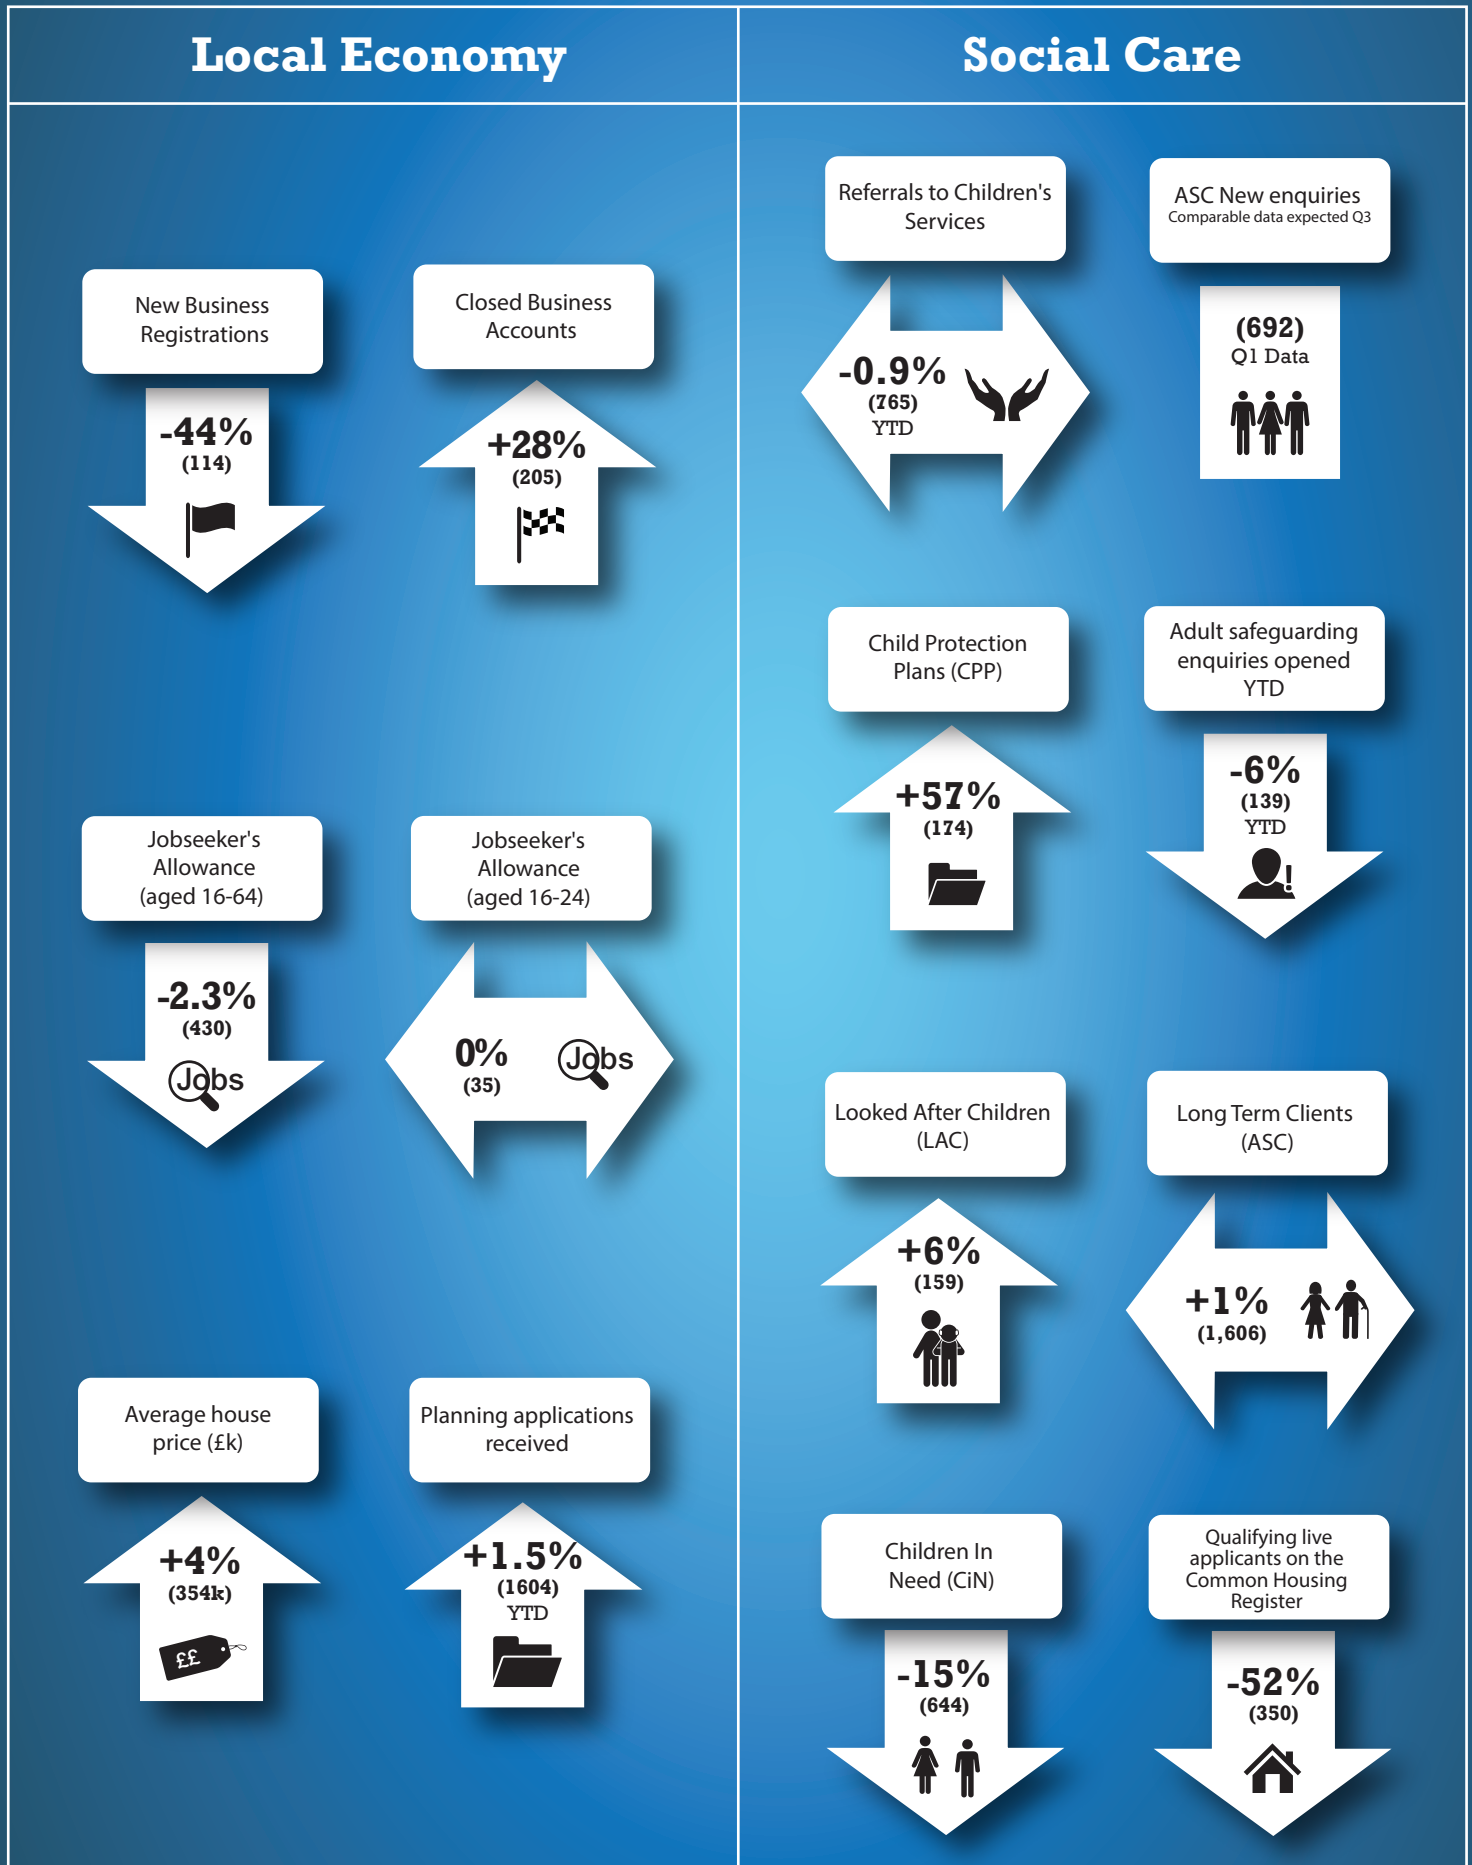 Local Economy
New Business
Registrations
-44%
(114)
Closed Business
Accounts
+28%
(205)
Jobseeker's
Allowance
(aged 16-64)
-2.3%
(430)
Jobs
Jobseeker's
Allowance
(aged 16-24)
0%
(35)
Jobs
Average house
price (£k)
+4%
(354k)
££
Planning applications
received
+1.5%
(1604)
YTD
Social Care
Referrals to Children's
Services
-0.9%
(765)
YTD
ASC New enquiries
Comparable data expected Q3
(692)
Q1 Data
Child Protection
Plans (CPP)
+57%
(174)
Adult safeguarding
enquiries opened
YTD
-6%
(139)
YTD
!
Looked After Children
(LAC)
+6%
(159)
Long Term Clients
(ASC)
+1%
(1,606)
Children In
Need (CiN)
-15%
(644)
Qualifying live
applicants on the
Common Housing
Register
-52%
(350)